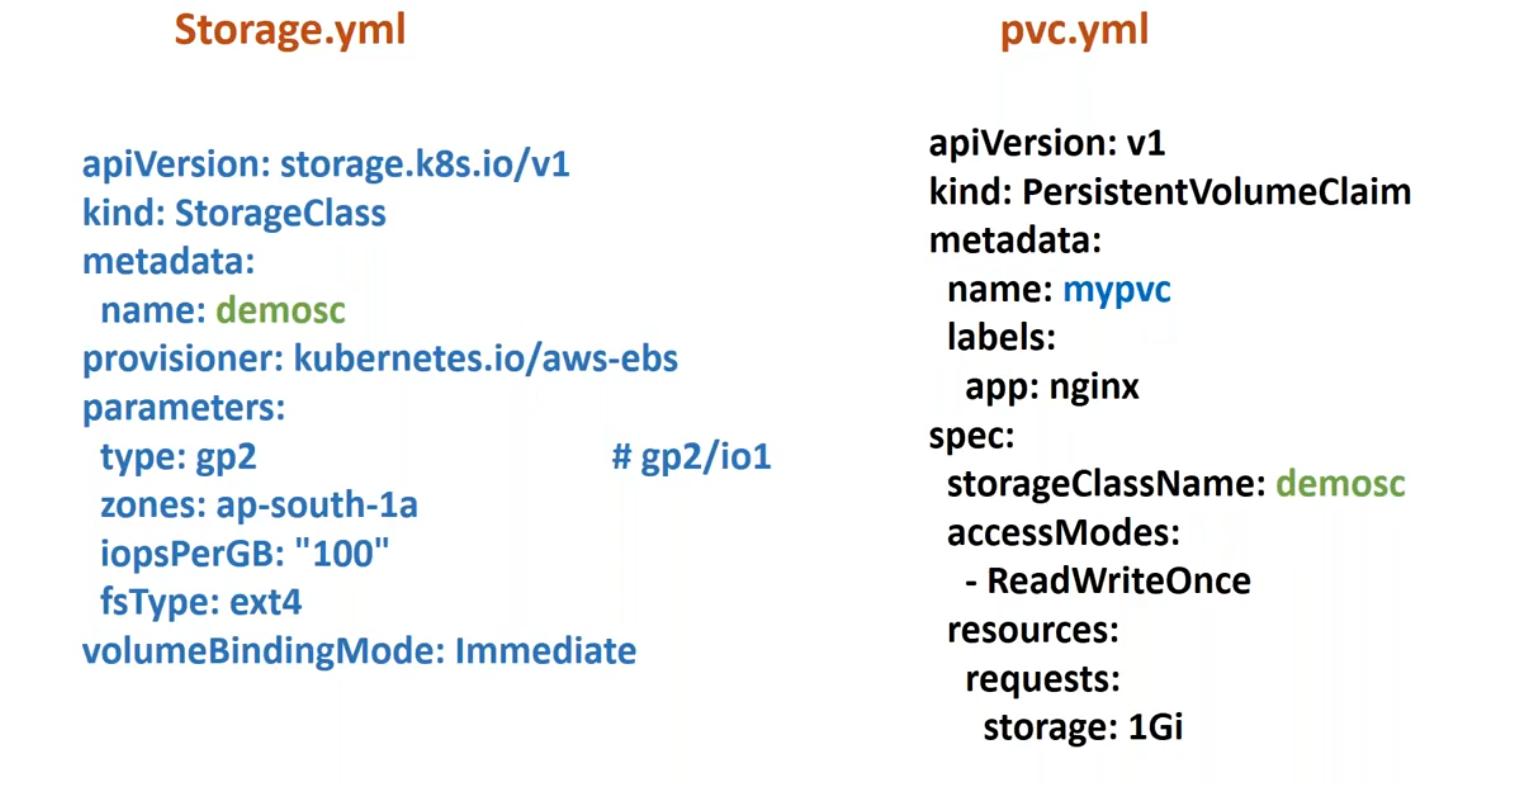 Storage.yml
apiVersion: storage.k8s.io/v1
kind: StorageClass
metadata:
  name: demosc
provisioner: kubernetes.io/aws-ebs
parameters:
  type: gp2                    # gp2/io1
  zones: ap-south-1a
  iopsPerGB: "100"
  fsType: ext4
volumeBindingMode: Immediate
pvc.yml
apiVersion: v1
kind: PersistentVolumeClaim
metadata:
  name: mypvc
  labels:
    app: nginx
spec:
  storageClassName: demosc
  accessModes:
    - ReadWriteOnce
  resources:
    requests:
      storage: 1Gi